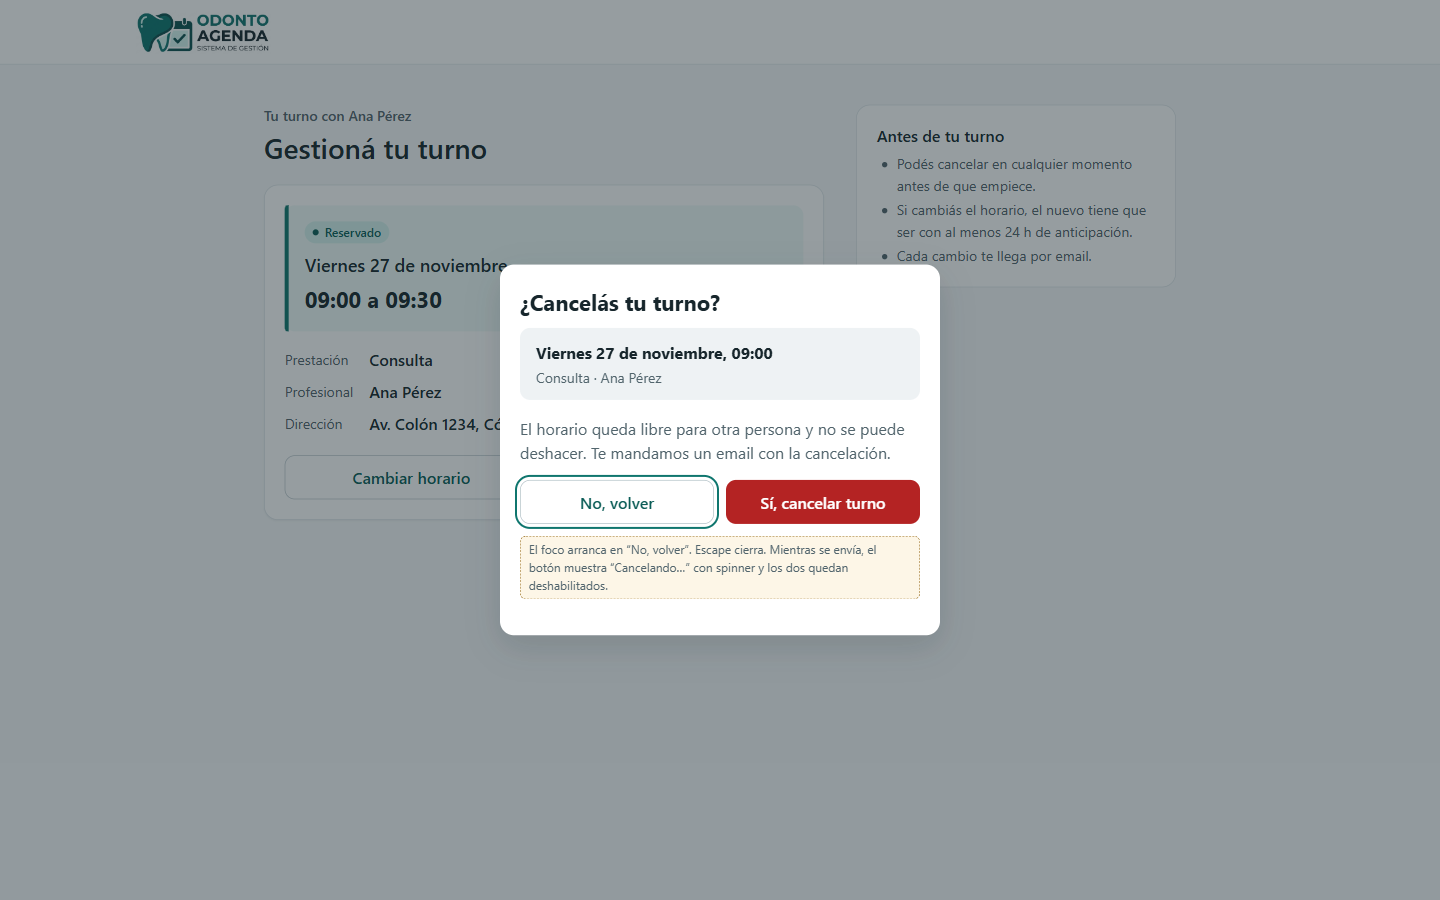 ODONTO
AGENDA
SISTEMA DE GESTIÓN
Tu turno con Ana Pérez
Gestioná tu turno
Reservado
Viernes 27 de noviembre
09:00 a 09:30
Prestación Consulta
Profesional Ana Pérez
Dirección Av. Colón 1234,
Cambiar horario
Antes de tu turno
• Podés cancelar en cualquier momento
antes de que empiece.
• Si cambiás el horario, el nuevo tiene que
ser con al menos 24 h de anticipación.
• Cada cambio te llega por email.
¿Cancelás tu turno?
Viernes 27 de noviembre, 09:00
Consulta · Ana Pérez
El horario queda libre para otra persona y no se puede
deshacer. Te mandamos un email con la cancelación.
No, volver
Sí, cancelar turno
El foco arranca en “No, volver”. Escape cierra. Mientras se envía, el
botón muestra “Cancelando…” con spinner y los dos quedan
deshabilitados.